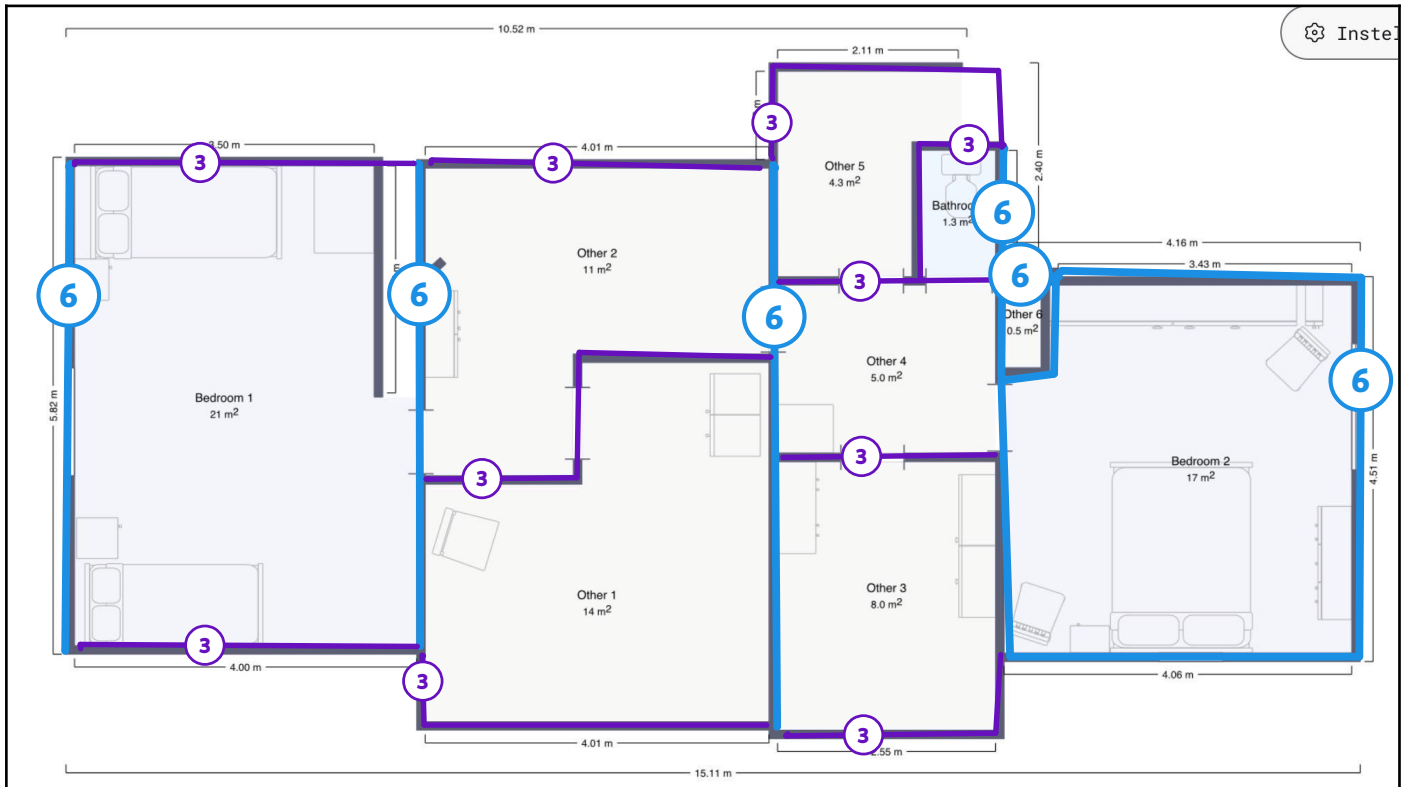 10.52 m
Instel
2.11 m
3
3
3.50 m
3
4.01 m
3
Other 5
4.3 m²
2.40 m
Bathroo
1.3 m²
6
4.16 m
Other 2
11 m²
3.43 m
6
6
6
3
6
6
Other 6
0.5 m²
Other 4
5.0 m²
6
Bedroom 1
21 m²
5.82 m
3
3
Bedroom 2
17 m²
4.51 m
Other 1
14 m²
Other 3
8.0 m²
3
4.00 m
3
4.06 m
4.01 m
3
2.55 m
15.11 m